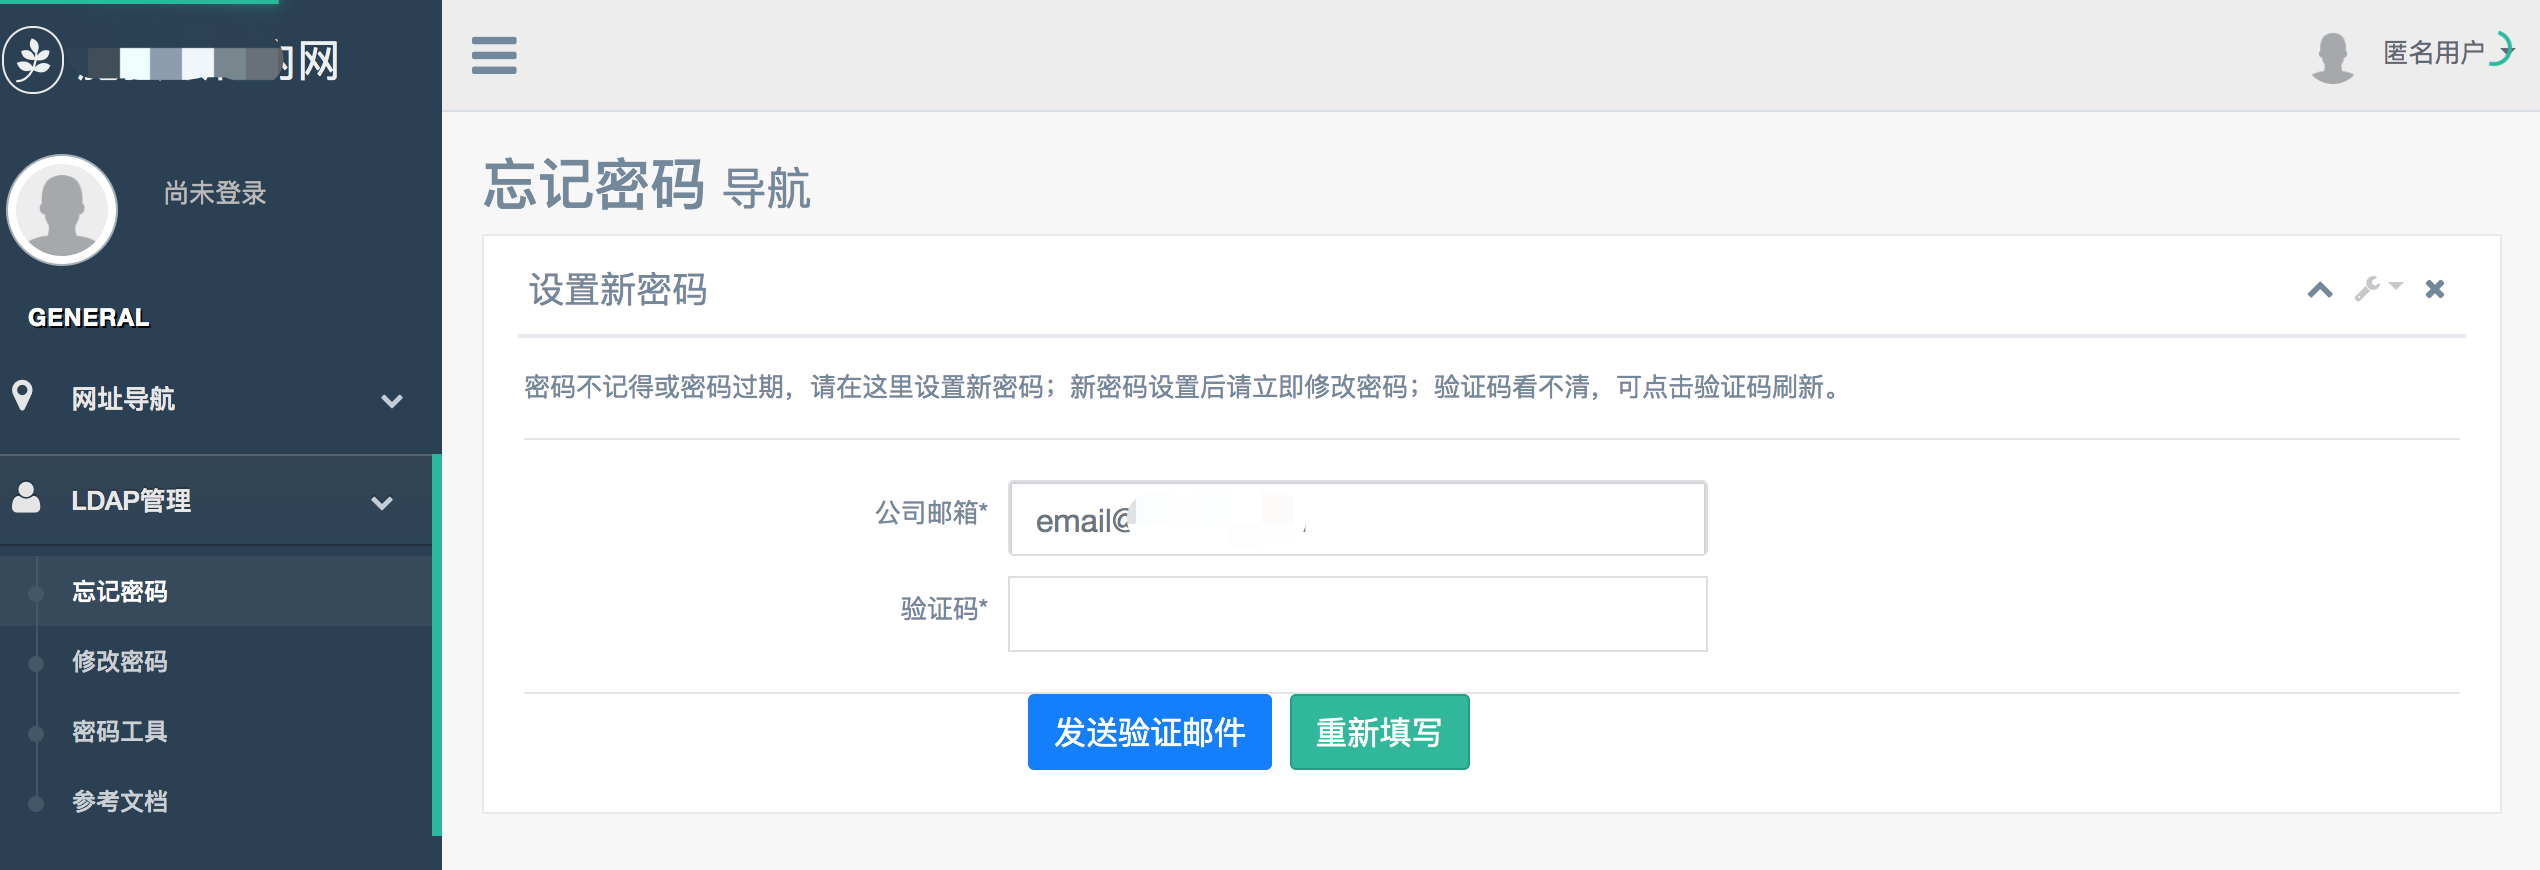 网
匿名用户
尚未登录
GENERAL
网址导航
LDAP管理
忘记密码
修改密码
密码工具
参考文档
忘记密码 导航
设置新密码
密码不记得或密码过期，请在这里设置新密码；新密码设置后请立即修改密码；验证码看不清，可点击验证码刷新。
公司邮箱*
email@
验证码*
发送验证邮件
重新填写